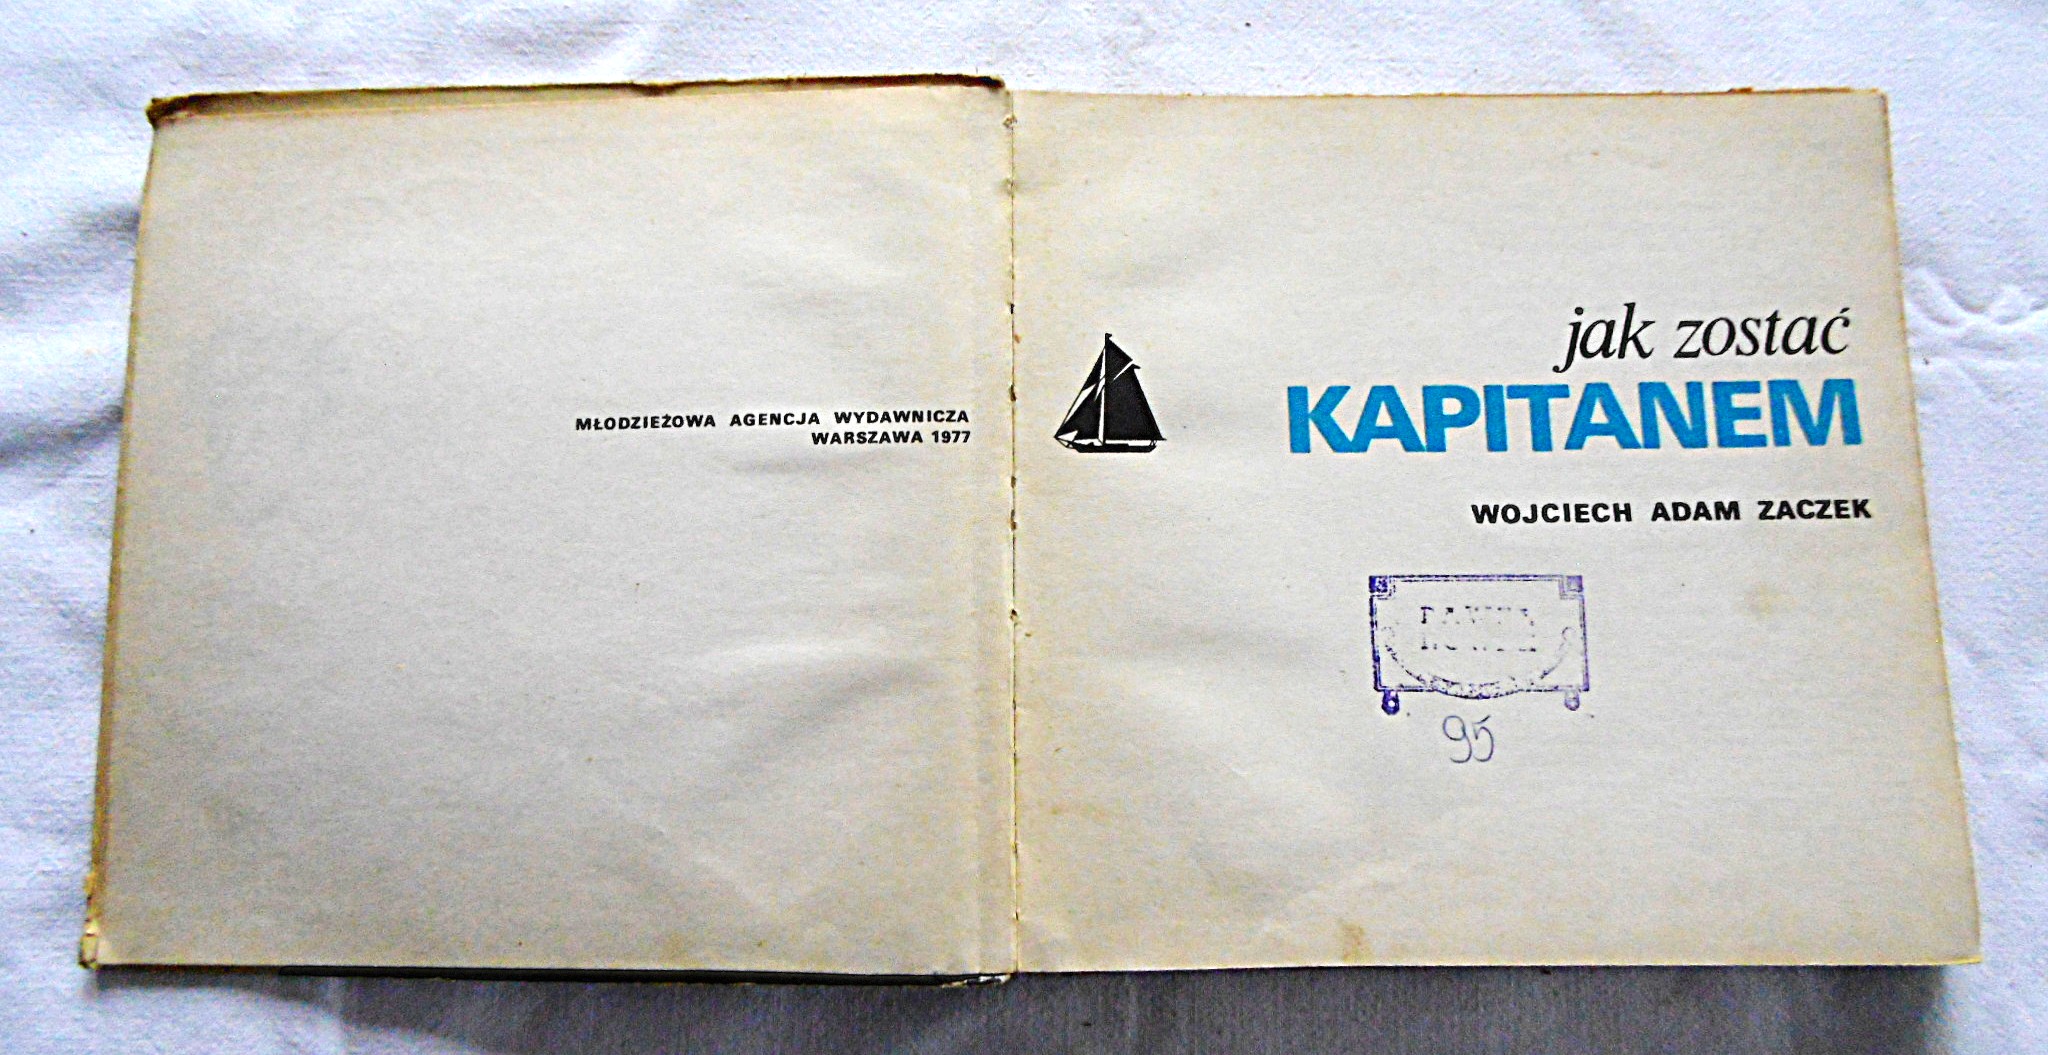 MŁODZIEŻOWA AGENCJA WYDAWNICZA
WARSZAWA 1977
jak zostać
KAPITANEM
WOJCIECH ADAM ZACZEK
95